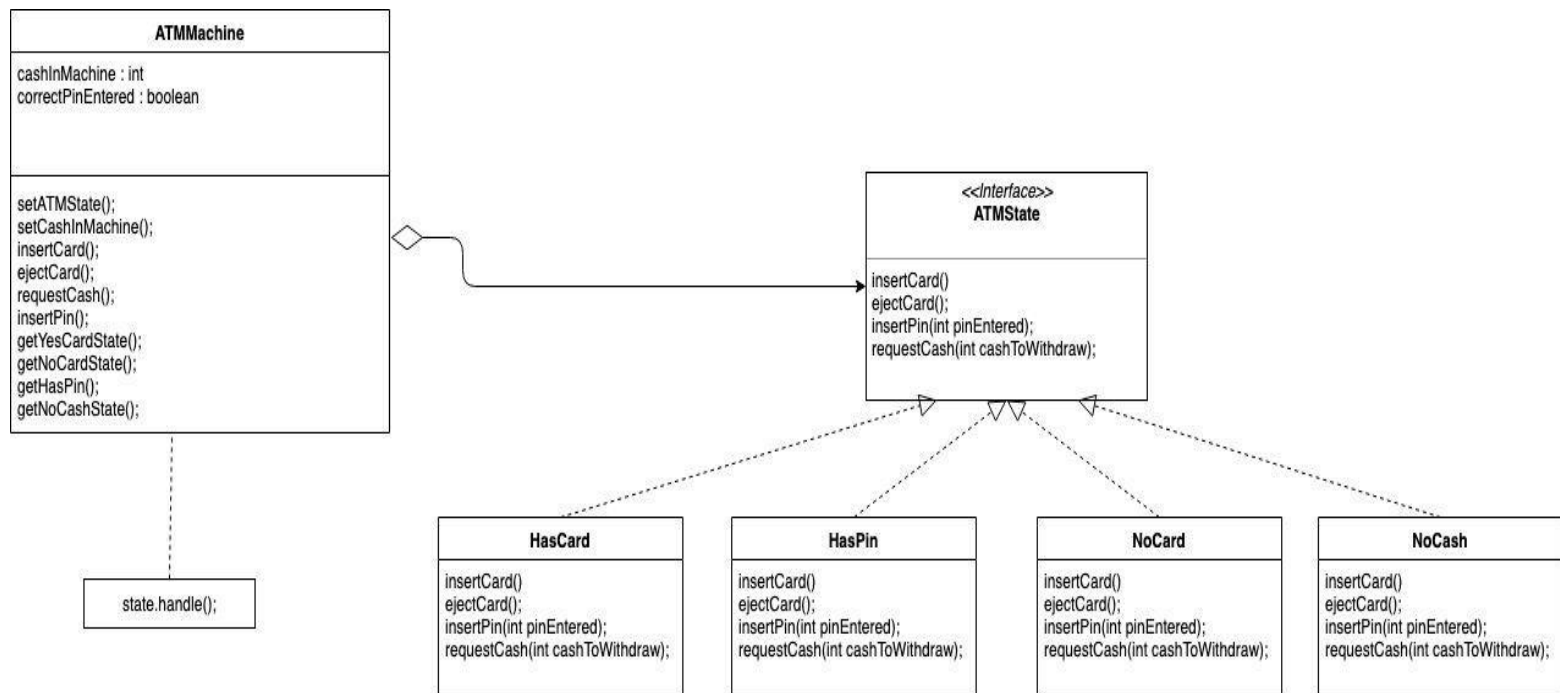 ATMMachine
cashInMachine : int
correctPinEntered : boolean
setATMState();
setCashInMachine();
insertCard();
ejectCard();
requestCash();
insertPin();
getYesCardState();
getNoCardState();
getHasPin();
getNoCashState();
state.handle();
<<Interface>>
ATMState
insertCard()
ejectCard();
insertPin(int pinEntered);
requestCash(int cashToWithdraw);
HasCard
insertCard()
ejectCard();
insertPin(int pinEntered);
requestCash(int cashToWithdraw);
HasPin
insertCard()
ejectCard();
insertPin(int pinEntered);
requestCash(int cashToWithdraw);
NoCard
insertCard()
ejectCard();
insertPin(int pinEntered);
requestCash(int cashToWithdraw);
NoCash
insertCard()
ejectCard();
insertPin(int pinEntered);
requestCash(int cashToWithdraw);